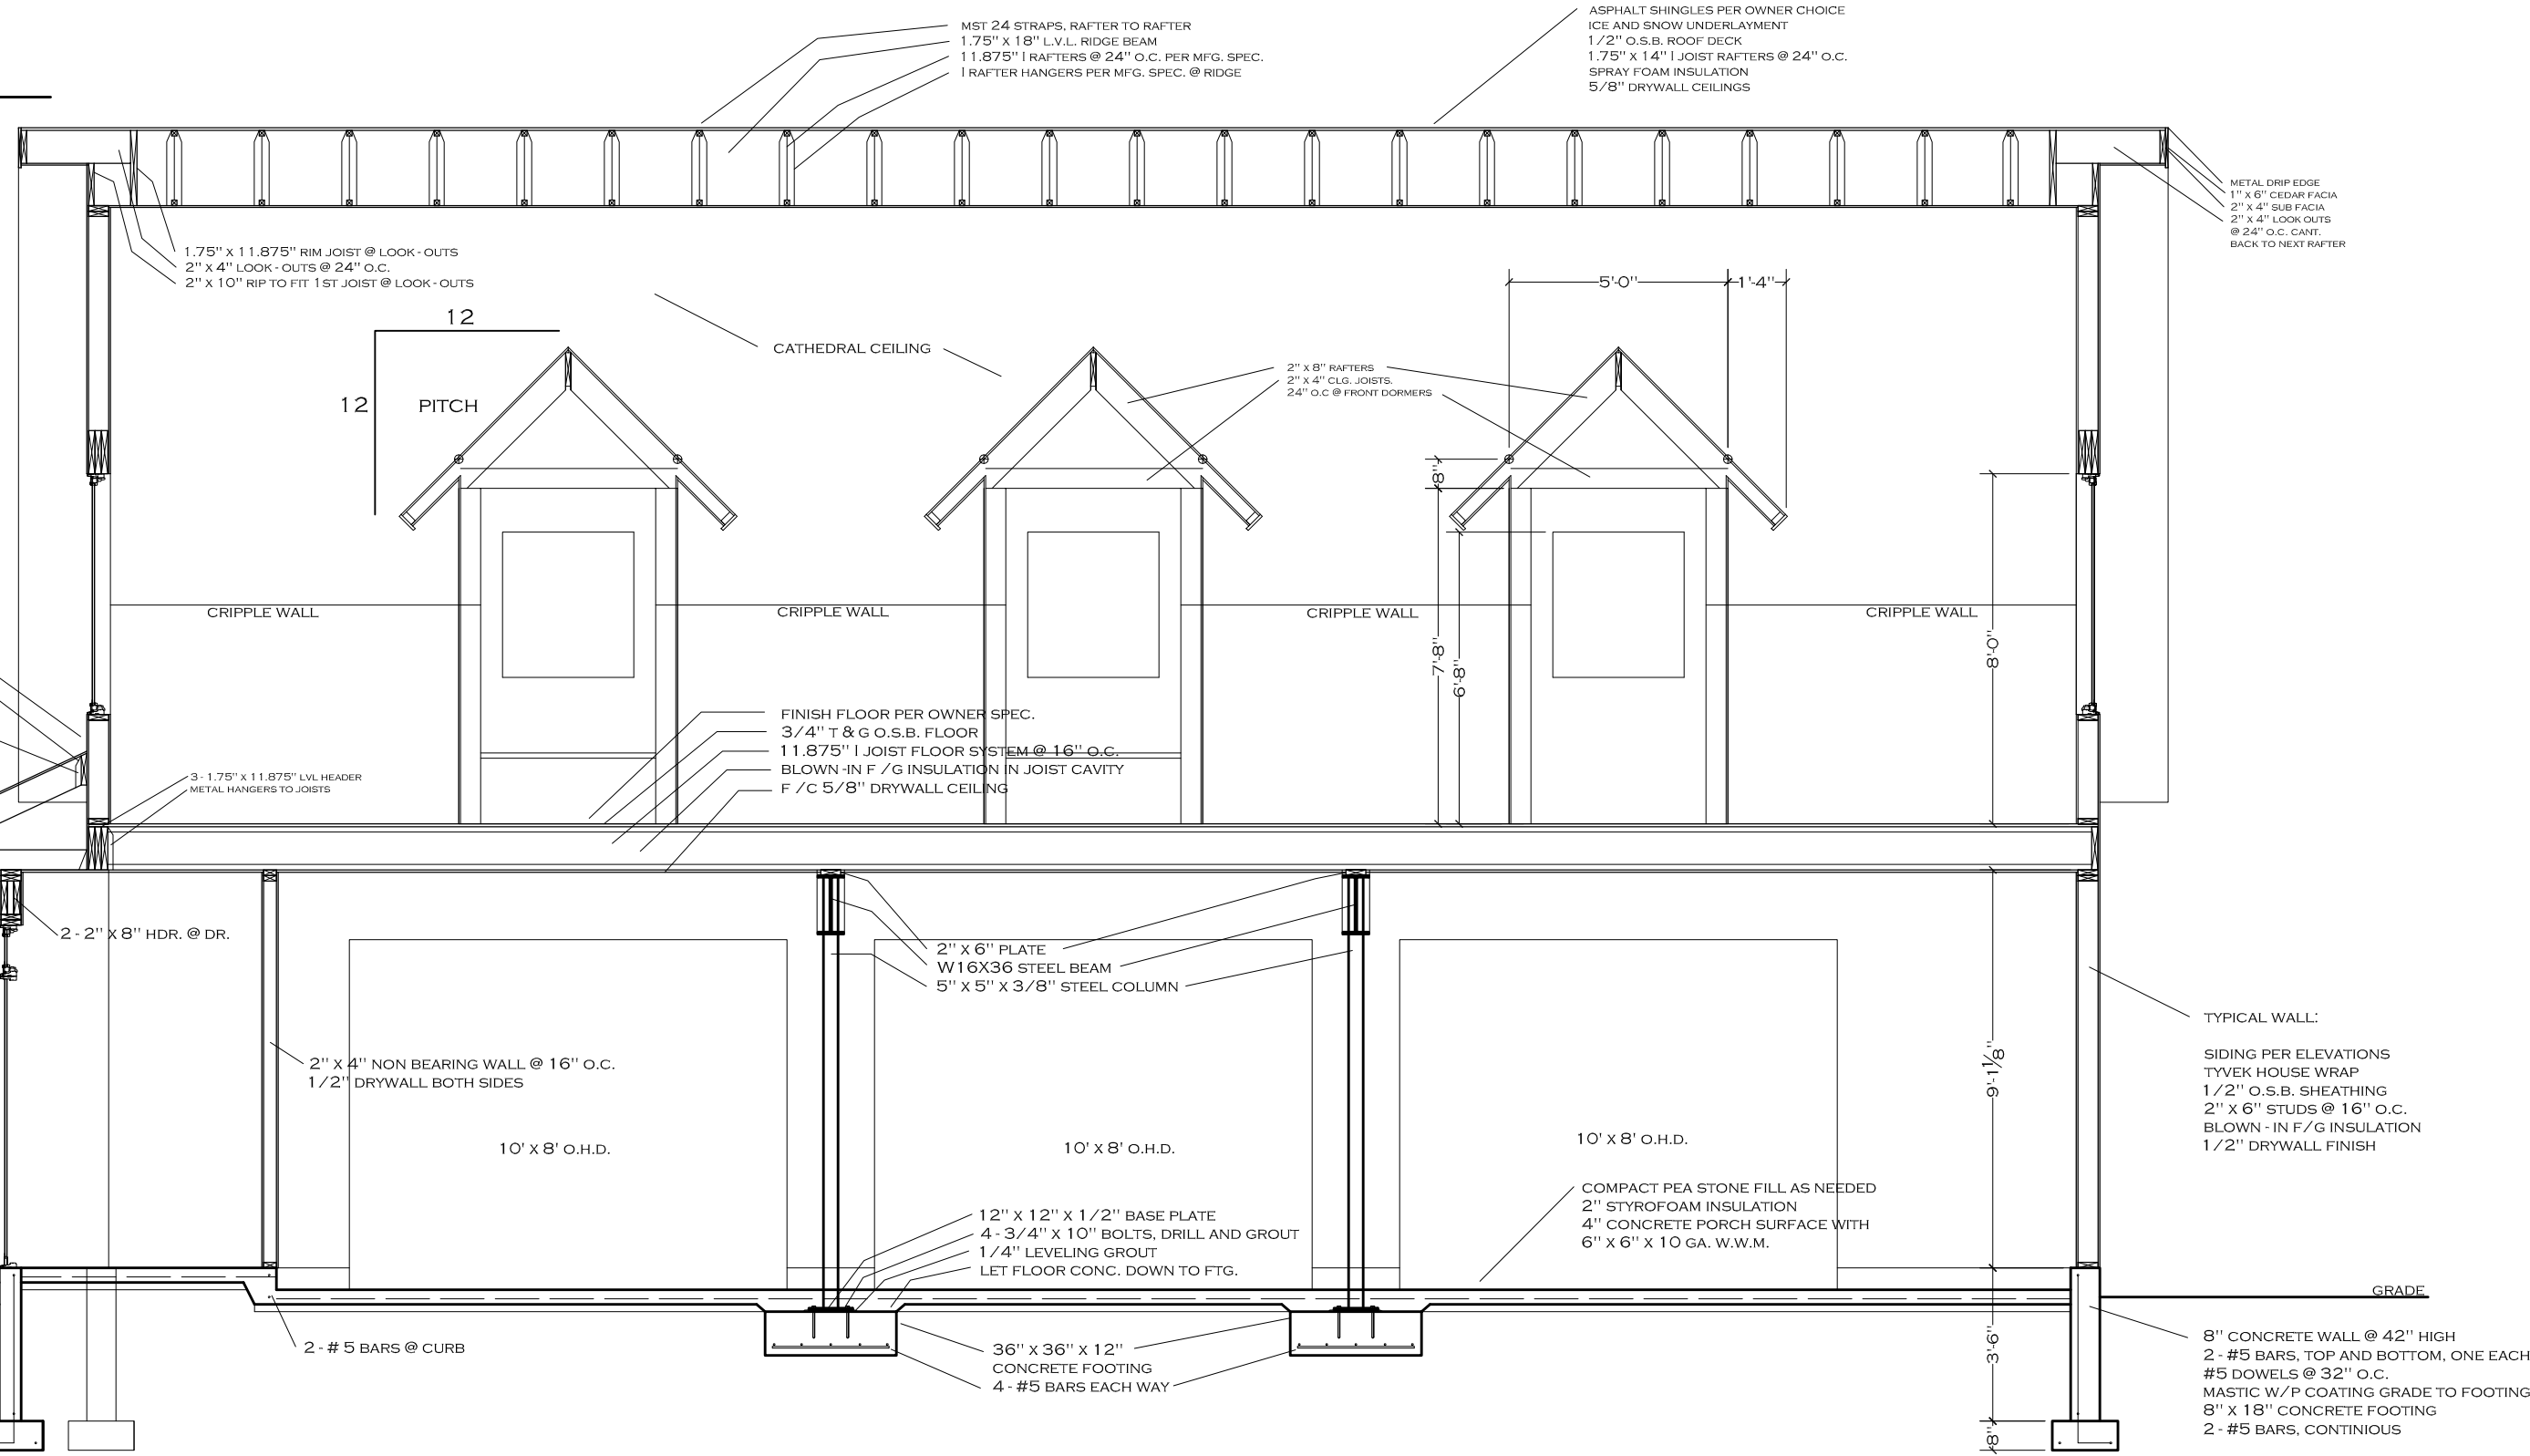 MST 24 STRAPS, RAFTER TO RAFTER
1.75" X 18" L.V.L. RIDGE BEAM
11.875" I RAFTERS @ 24" O.C. PER MFG. SPEC.
I RAFTER HANGERS PER MFG. SPEC. @ RIDGE
ASPHALT SHINGLES PER OWNER CHOICE
ICE AND SNOW UNDERLAYMENT
1/2" O.S.B. ROOF DECK
1.75" X 14" I JOIST RAFTERS @ 24" O.C.
SPRAY FOAM INSULATION
5/8" DRYWALL CEILINGS
METAL DRIP EDGE
1" X 6" CEDAR FACIA
2" X 4" SUB FACIA
2" X 4" LOOK OUTS
@ 24" O.C. CANT.
BACK TO NEXT RAFTER
1.75" X 11.875" RIM JOIST @ LOOK-OUTS
2" X 4" LOOK-OUTS @ 24" O.C.
2" X 10" RIP TO FIT 1ST JOIST @ LOOK-OUTS
5'-0"
1'-4"
12
12
PITCH
CATHEDRAL CEILING
2" X 8" RAFTERS
2" X 4" CLG. JOISTS.
24" O.C @ FRONT DORMERS
8"
7'-8"
6'-8"
8'-0"
CRIPPLE WALL
CRIPPLE WALL
CRIPPLE WALL
CRIPPLE WALL
FINISH FLOOR PER OWNER SPEC.
3/4" T & G O.S.B. FLOOR
11.875" I JOIST FLOOR SYSTEM @ 16" O.C.
BLOWN-IN F /G INSULATION IN JOIST CAVITY
F /C 5/8" DRYWALL CEILING
3 - 1.75" X 11.875" LVL HEADER
METAL HANGERS TO JOISTS
2 - 2" X 8" HDR. @ DR.
2" X 6" PLATE
W16X36 STEEL BEAM
5" X 5" X 3/8" STEEL COLUMN
9'-1 1/8"
TYPICAL WALL:
SIDING PER ELEVATIONS
TYVEK HOUSE WRAP
1/2" O.S.B. SHEATHING
2" X 6" STUDS @ 16" O.C.
BLOWN - IN F/G INSULATION
1/2" DRYWALL FINISH
2" X 4" NON BEARING WALL @ 16" O.C.
1/2" DRYWALL BOTH SIDES
10' X 8' O.H.D.
10' X 8' O.H.D.
10' X 8' O.H.D.
COMPACT PEA STONE FILL AS NEEDED
2" STYROFOAM INSULATION
4" CONCRETE PORCH SURFACE WITH
6" X 6" X 10 GA. W.W.M.
12" X 12" X 1/2" BASE PLATE
4 - 3/4" X 10" BOLTS, DRILL AND GROUT
1/4" LEVELING GROUT
LET FLOOR CONC. DOWN TO FTG.
GRADE
2 - # 5 BARS @ CURB
36" X 36" X 12"
CONCRETE FOOTING
4 - #5 BARS EACH WAY
3'-6"
8"
8" CONCRETE WALL @ 42" HIGH
2 - #5 BARS, TOP AND BOTTOM, ONE EACH
#5 DOWELS @ 32" O.C.
MASTIC W/P COATING GRADE TO FOOTING
8" X 18" CONCRETE FOOTING
2 - #5 BARS, CONTINIOUS